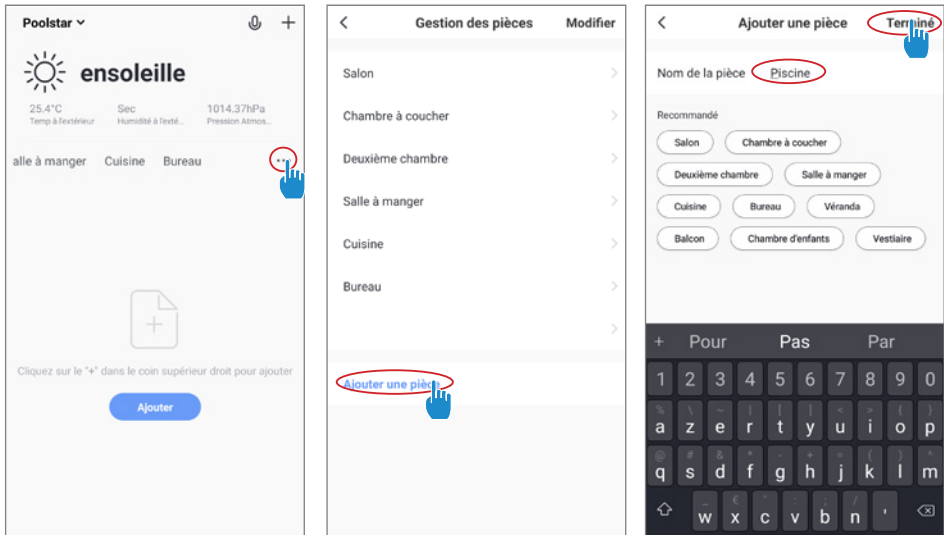 Poolstar
ensoleille
25.4°C Sec 1014.37hPa
Temp à l'extérieur Humidité à l'exté... Pression Atmos...
alle à manger Cuisine Bureau ...
Cliquez sur le "+" dans le coin supérieur droit pour ajouter
Ajouter
Gestion des pièces Modifier
Salon
Chambre à coucher
Deuxième chambre
Salle à manger
Cuisine
Bureau
Ajouter une pièce
Ajouter une pièce Terminé
Nom de la pièce Piscine
Recommandé
Salon Chambre à coucher
Deuxième chambre Salle à manger
Cuisine Bureau Véranda
Balcon Chambre d'enfants Vestiaire
+ Pour Pas Par
1 2 3 4 5 6 7 8 9 0
a z e r t y u i o p
q s d f g h j k l m
w x c v b n '